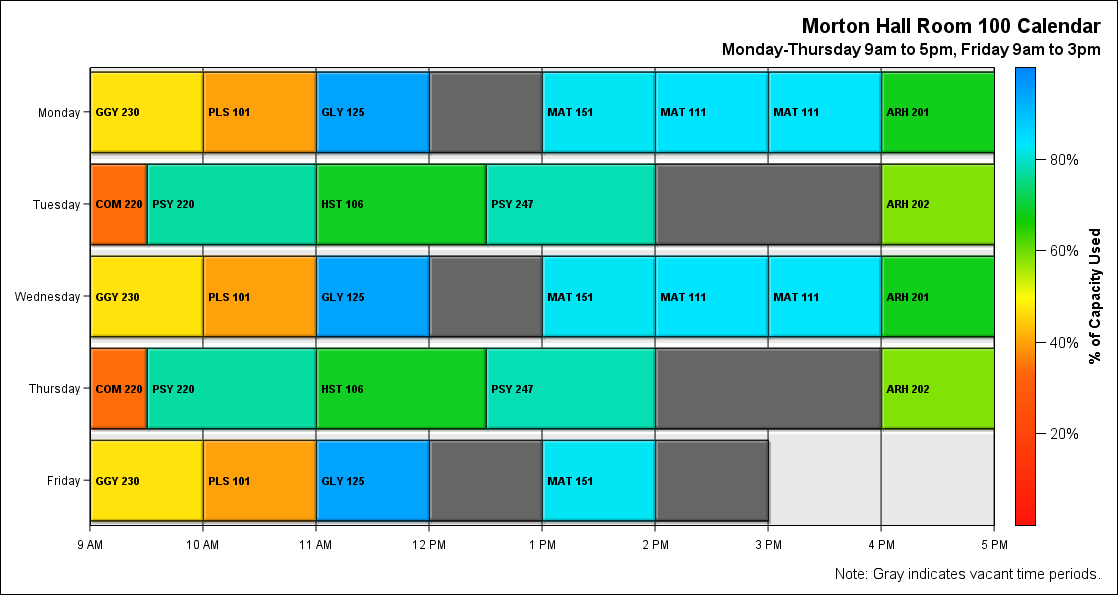 Morton Hall Room 100 Calendar
Monday-Thursday 9am to 5pm, Friday 9am to 3pm
Monday
GGY 230
PLS 101
GLY 125
MAT 151
MAT 111
MAT 111
ARH 201
Tuesday
COM 220
PSY 220
HST 106
PSY 247
ARH 202
Wednesday
GGY 230
PLS 101
GLY 125
MAT 151
MAT 111
MAT 111
ARH 201
Thursday
COM 220
PSY 220
HST 106
PSY 247
ARH 202
Friday
GGY 230
PLS 101
GLY 125
MAT 151
9 AM
10 AM
11 AM
12 PM
1 PM
2 PM
3 PM
4 PM
5 PM
80%
60%
40%
20%
% of Capacity Used
Note: Gray indicates vacant time periods.